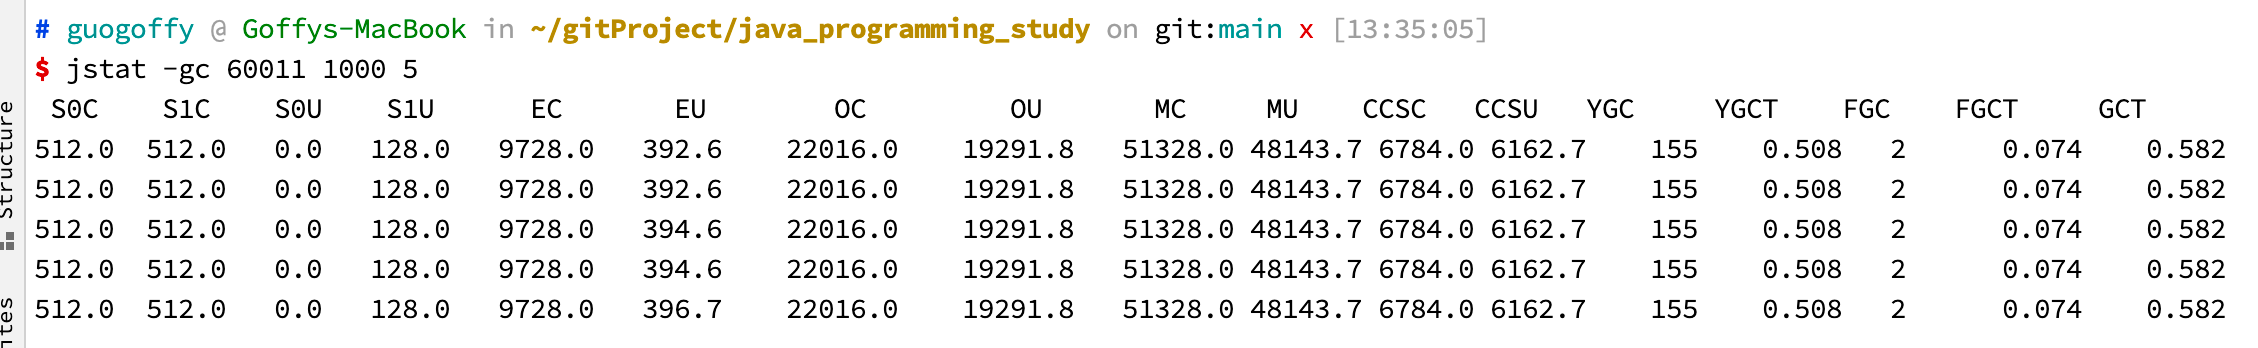 # guogoffy @ Goffys-MacBook in ~/gitProject/java_programming_study on git:main x [13:35:05]
$ jstat -gc 60011 1000 5
S0C S1C S0U S1U EC EU OC OU MC MU CCSC CCSU YGC YGCT FGC FGCT GCT
512.0 512.0 0.0 128.0 9728.0 392.6 22016.0 19291.8 51328.0 48143.7 6784.0 6162.7 155 0.508 2 0.074 0.582
512.0 512.0 0.0 128.0 9728.0 392.6 22016.0 19291.8 51328.0 48143.7 6784.0 6162.7 155 0.508 2 0.074 0.582
512.0 512.0 0.0 128.0 9728.0 394.6 22016.0 19291.8 51328.0 48143.7 6784.0 6162.7 155 0.508 2 0.074 0.582
512.0 512.0 0.0 128.0 9728.0 394.6 22016.0 19291.8 51328.0 48143.7 6784.0 6162.7 155 0.508 2 0.074 0.582
512.0 512.0 0.0 128.0 9728.0 396.7 22016.0 19291.8 51328.0 48143.7 6784.0 6162.7 155 0.508 2 0.074 0.582
Structure